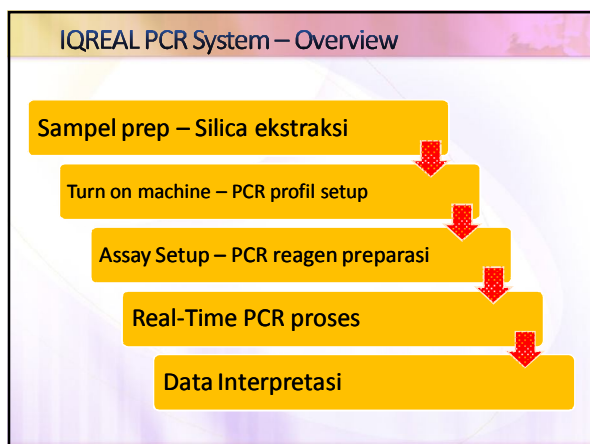 IQREAL PCR System – Overview
Sampel prep – Silica ekstraksi
Turn on machine – PCR profil setup
Assay Setup – PCR reagen preparasi
Real-Time PCR proses
Data Interpretasi